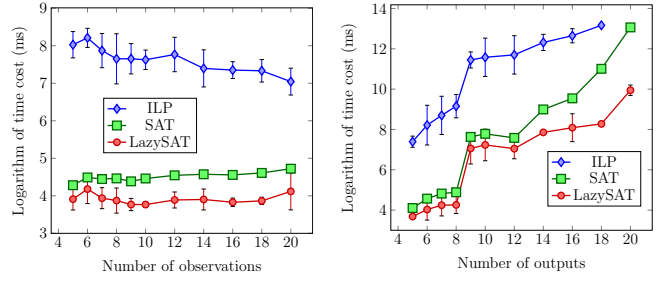 Logarithm of time cost (ms)
9
8
7
6
5
4
3
ILP
SAT
LazySAT
4 6 8 10 12 14 16 18 20
Number of observations
Logarithm of time cost (ms)
14
12
10
8
6
4
ILP
SAT
LazySAT
4 6 8 10 12 14 16 18 20
Number of outputs